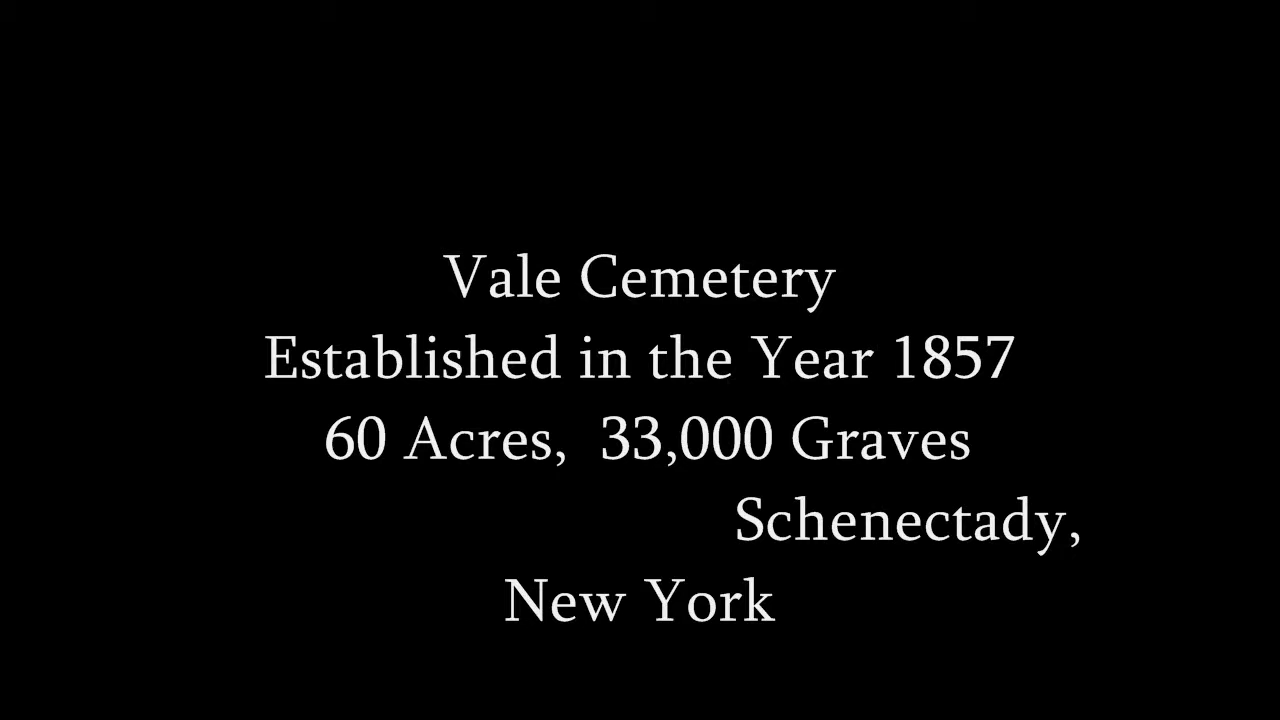 Vale Cemetery
Established in the Year 1857
60 Acres,  33,000 Graves
Schenectady,
New York